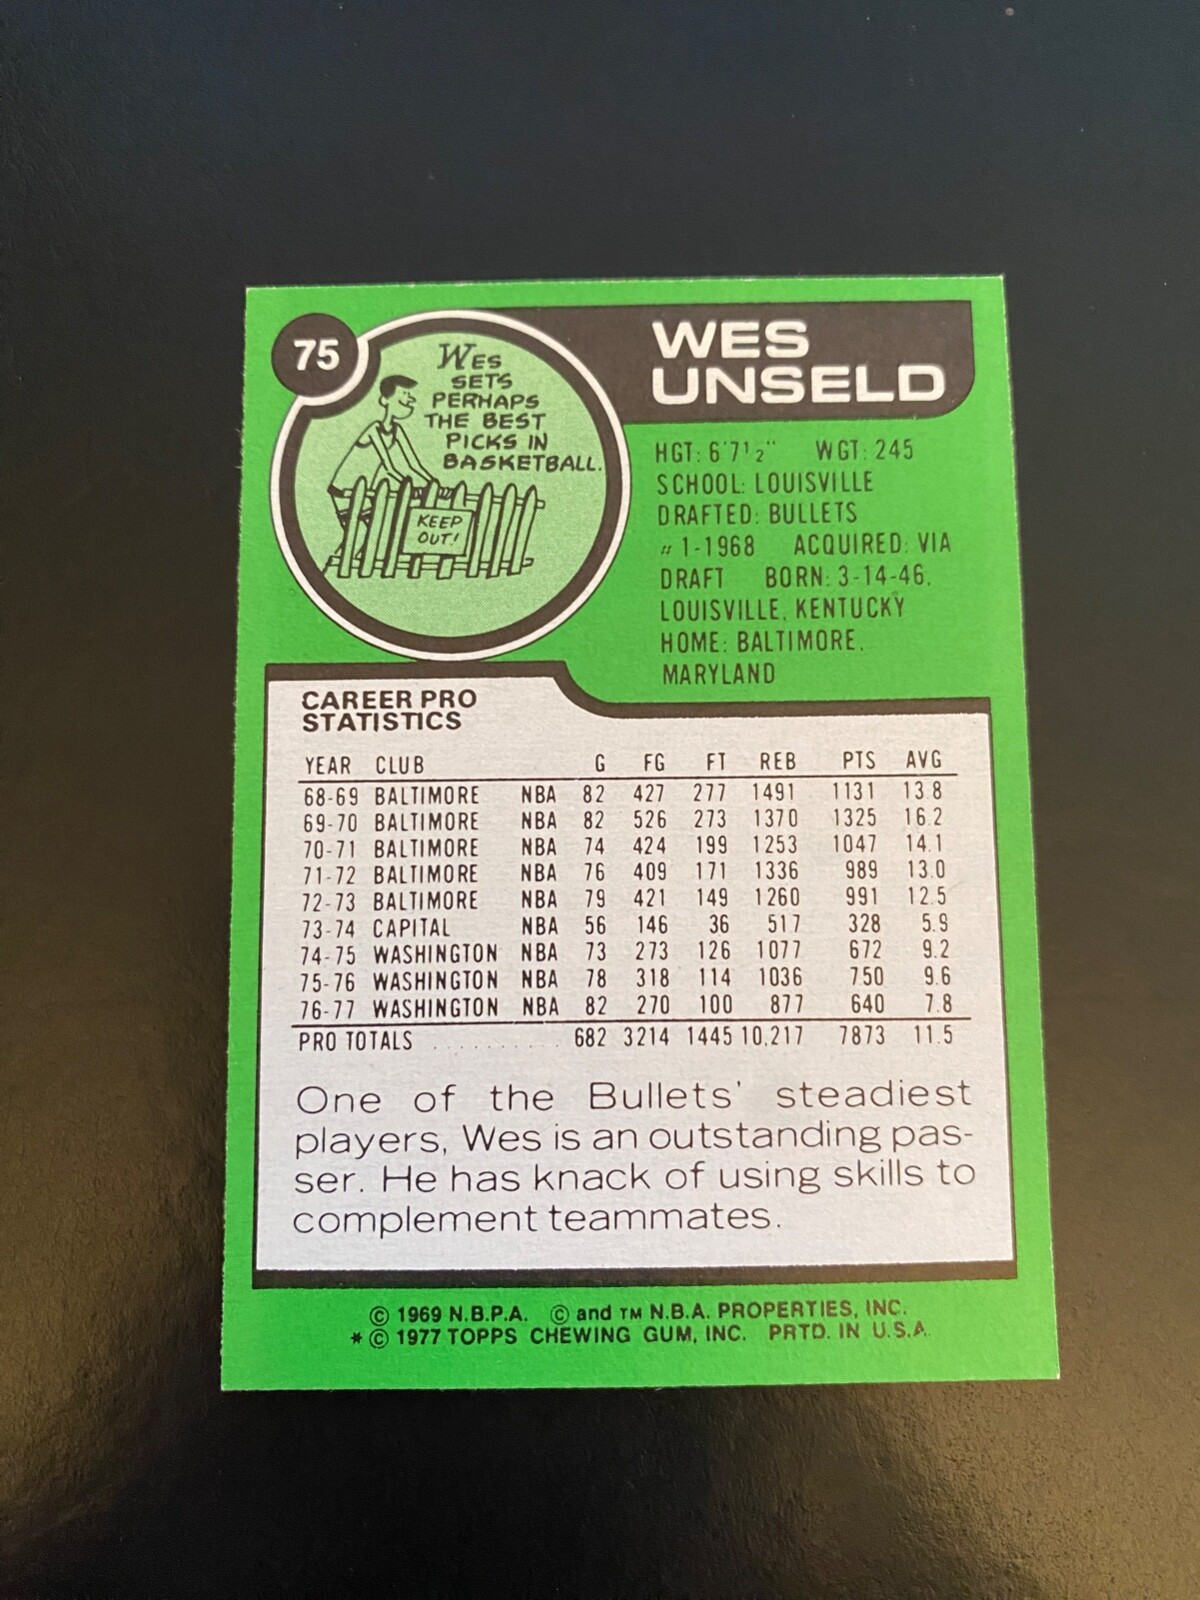 75
WES
UNSELD
WES
SETS
PERHAPS
THE BEST
PICKS IN
BASKETBALL.
KEEP
OUT!
HGT: 6'7 1/2" WGT: 245
SCHOOL: LOUISVILLE
DRAFTED: BULLETS
#1-1968 ACQUIRED: VIA
DRAFT BORN: 3-14-46,
LOUISVILLE, KENTUCKY
HOME: BALTIMORE,
MARYLAND
CAREER PRO
STATISTICS
YEAR CLUB G FG FT REB PTS AVG
68-69 BALTIMORE NBA 82 427 277 1491 1131 13.8
69-70 BALTIMORE NBA 82 526 273 1370 1325 16.2
70-71 BALTIMORE NBA 74 424 199 1253 1047 14.1
71-72 BALTIMORE NBA 76 409 171 1336 989 13.0
72-73 BALTIMORE NBA 79 421 149 1260 991 12.5
73-74 CAPITAL NBA 56 146 36 517 328 5.9
74-75 WASHINGTON NBA 73 273 126 1077 672 9.2
75-76 WASHINGTON NBA 78 318 114 1036 750 9.6
76-77 WASHINGTON NBA 82 270 100 877 640 7.8
PRO TOTALS .......... 682 3214 1445 10,217 7873 11.5
One of the Bullets' steadiest
players, Wes is an outstanding pas-
ser. He has knack of using skills to
complement teammates.
© 1969 N.B.P.A. © and TM N.B.A. PROPERTIES, INC.
* © 1977 TOPPS CHEWING GUM, INC. PRTD. IN U.S.A.